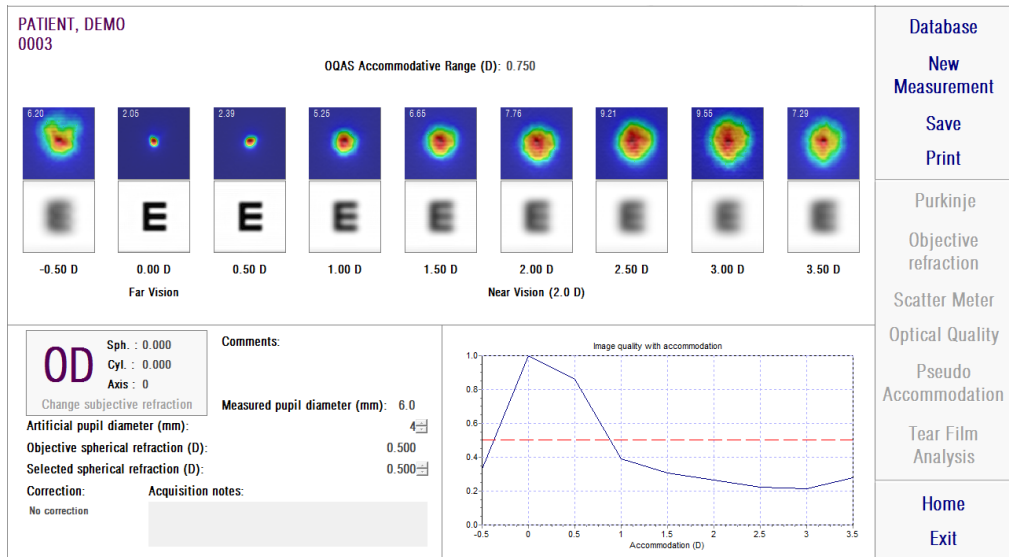 PATIENT, DEMO
0003
OQAS Accommodative Range (D): 0.750
6.20 2.05 2.39 5.25 6.65 7.76 9.21 9.55 7.29
E E E E E E E E E
-0.50 D 0.00 D 0.50 D 1.00 D 1.50 D 2.00 D 2.50 D 3.00 D 3.50 D
Far Vision Near Vision (2.0 D)
OD
Sph. : 0.000
Cyl. : 0.000
Axis : 0
Change subjective refraction
Comments:
Measured pupil diameter (mm): 6.0
Artificial pupil diameter (mm): 4
Objective spherical refraction (D): 0.500
Selected spherical refraction (D): 0.500
Correction: Acquisition notes:
No correction
Image quality with accommodation
1.0
0.8
0.6
0.4
0.2
0.0
-0.5 0 0.5 1 1.5 2 2.5 3 3.5
Accommodation (D)
Database
New
Measurement
Save
Print
Purkinje
Objective
refraction
Scatter Meter
Optical Quality
Pseudo
Accommodation
Tear Film
Analysis
Home
Exit